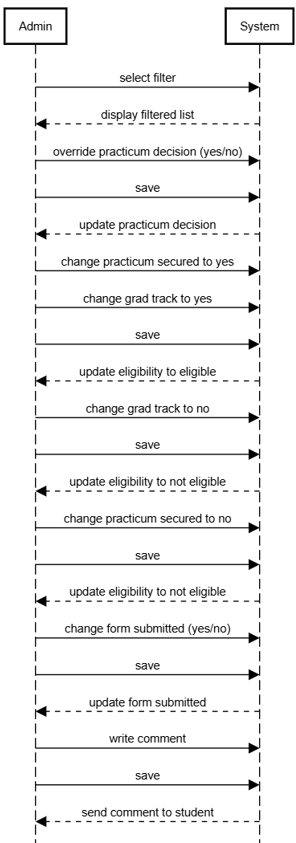 Admin
System
select filter
display filtered list
override practicum decision (yes/no)
save
update practicum decision
change practicum secured to yes
change grad track to yes
save
update eligibility to eligible
change grad track to no
save
update eligibility to not eligible
change practicum secured to no
save
update eligibility to not eligible
change form submitted (yes/no)
save
update form submitted
write comment
save
send comment to student